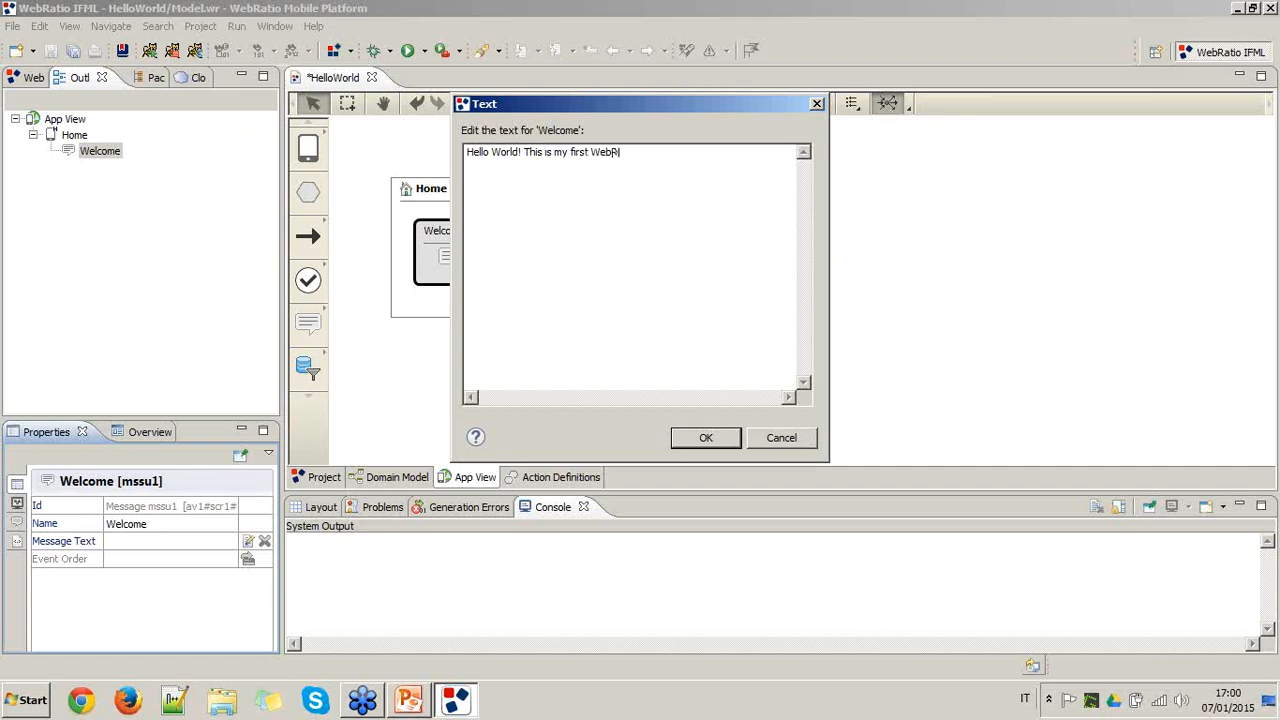 WebRatio IFML - HelloWorld/Model.wr - WebRatio Mobile Platform
File Edit View Navigate Search Project Run Window Help
WebRatio IFML
Web Outl Pac Clo
*HelloWorld
App View
Home
Welcome
Text
Edit the text for 'Welcome':
Hello World! This is my first WebR
Home
Welco
OK Cancel
Project Domain Model App View Action Definitions
Properties Overview
Welcome [mssu1]
Id Message mssu1 [av1#scr1#
Name Welcome
Message Text
Event Order
Layout Problems Generation Errors Console
System Output
Start
IT
17:00
07/01/2015